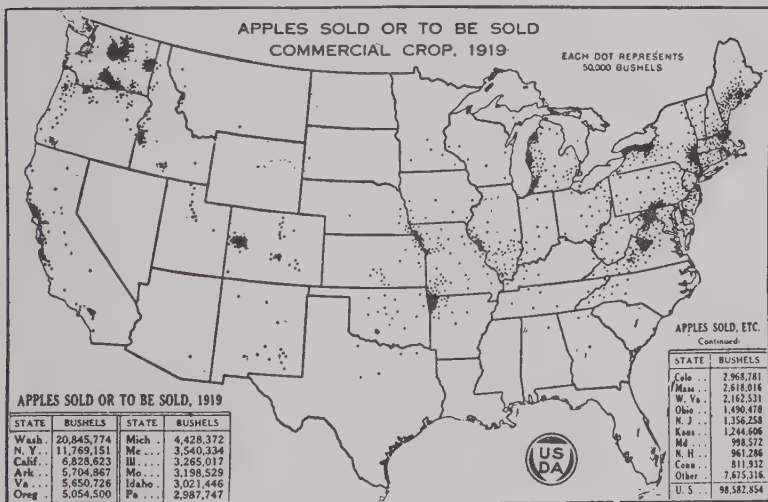 APPLES SOLD OR TO BE SOLD
COMMERCIAL CROP, 1919
EACH DOT REPRESENTS
50,000 BUSHELS
APPLES SOLD OR TO BE SOLD, 1919
STATE BUSHELS STATE BUSHELS
Wash. 20,845,774 Mich... 4,428,372
N. Y.. 11,769,151 Me... 3,540,334
Calif.. 6,828,623 Ill... 3,265,017
Ark... 5,704,867 Mo... 3,198,529
Va... 5,650,726 Idaho. 3,021,446
Oreg. 5,054,500 Pa... 2,987,747
APPLES SOLD, ETC.
Continued-
STATE BUSHELS
Colo.. 2,968,781
Mass.. 2,618,016
W. Va. 2,162,531
Ohio.. 1,490,478
N. J.. 1,356,258
Kans.. 1,244,606
Md... 998,572
N. H.. 961,286
Conn.. 811,932
Other. 7,675,316
U. S.. 98,582,854
US
DA